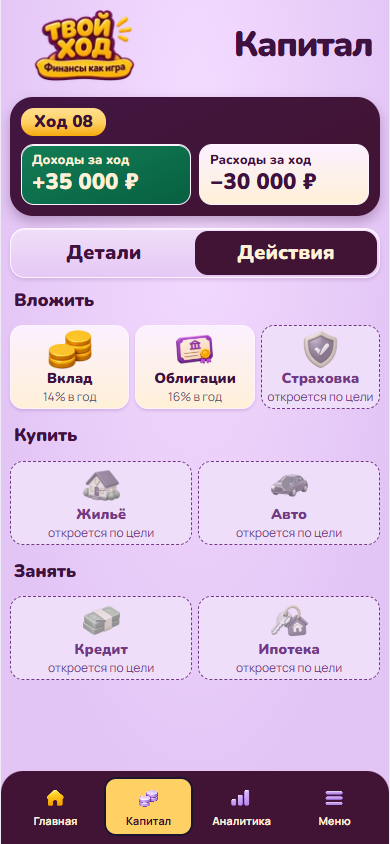 ТВОЙ
ХОД
Финансы как игра
Капитал
Ход 08
Доходы за ход
+35 000 ₽
Расходы за ход
−30 000 ₽
Детали
Действия
Вложить
Вклад
14% в год
Облигации
16% в год
Страховка
откроется по цели
Купить
Жильё
откроется по цели
Авто
откроется по цели
Занять
Кредит
откроется по цели
Ипотека
откроется по цели
Главная
Капитал
Аналитика
Меню